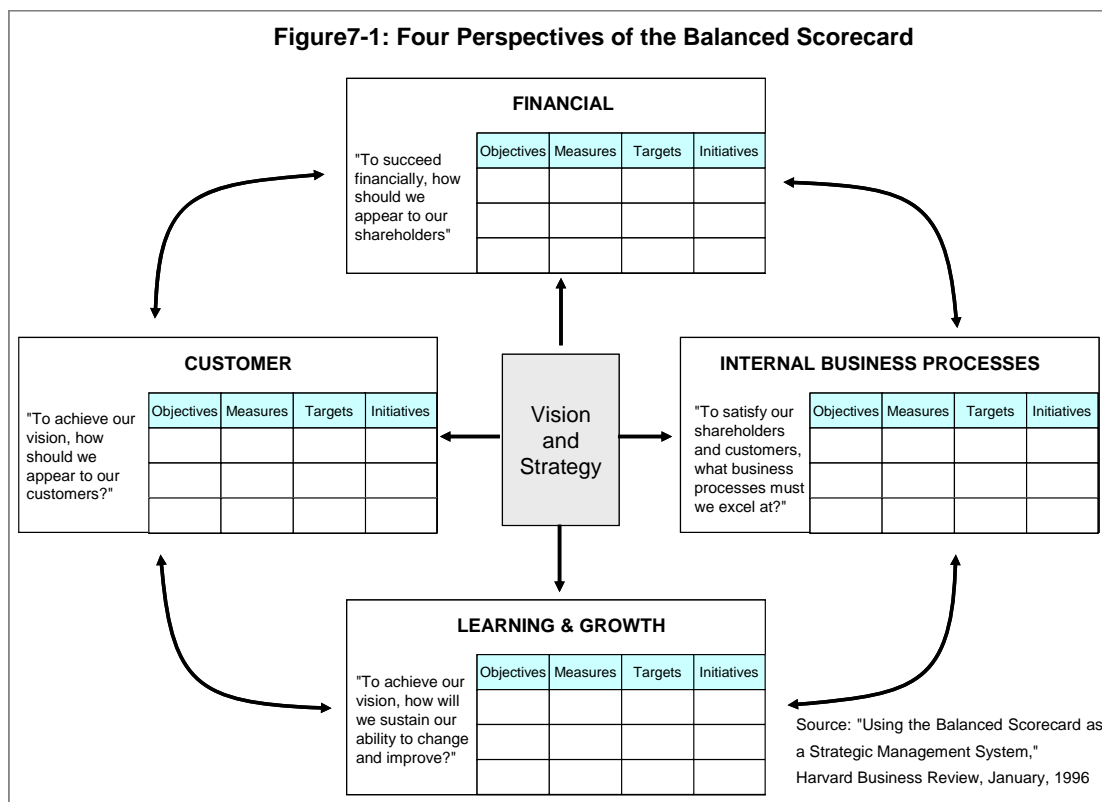 Figure7-1: Four Perspectives of the Balanced Scorecard
FINANCIAL
"To succeed
financially, how
should we
appear to our
shareholders"
Objectives Measures Targets Initiatives
CUSTOMER
"To achieve our
vision, how
should we
appear to our
customers?"
Objectives Measures Targets Initiatives
Vision
and
Strategy
INTERNAL BUSINESS PROCESSES
"To satisfy our
shareholders
and customers,
what business
processes must
we excel at?"
Objectives Measures Targets Initiatives
LEARNING & GROWTH
"To achieve our
vision, how will
we sustain our
ability to change
and improve?"
Objectives Measures Targets Initiatives
Source: "Using the Balanced Scorecard as
a Strategic Management System,"
Harvard Business Review, January, 1996